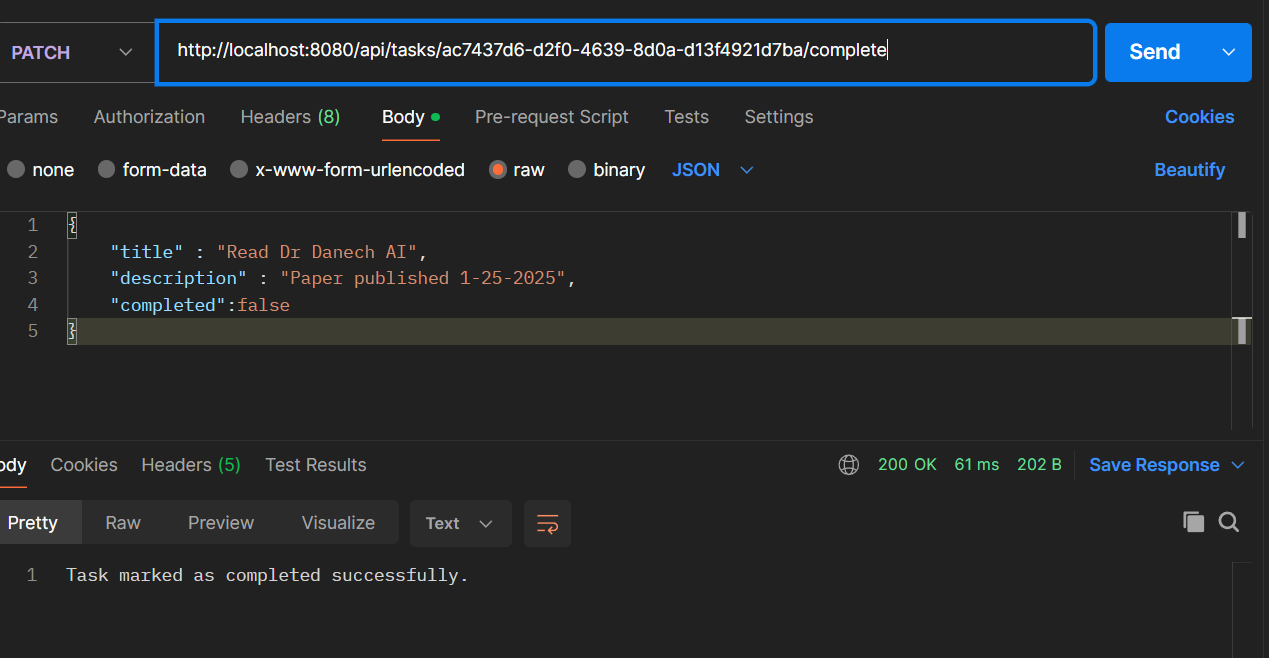 PATCH http://localhost:8080/api/tasks/ac7437d6-d2f0-4639-8d0a-d13f4921d7ba/complete Send
Params Authorization Headers (8) Body Pre-request Script Tests Settings Cookies
none form-data x-www-form-urlencoded raw binary JSON Beautify
1 {
2 "title" : "Read Dr Danech AI",
3 "description" : "Paper published 1-25-2025",
4 "completed":false
5 }
ody Cookies Headers (5) Test Results 200 OK 61 ms 202 B Save Response
Pretty Raw Preview Visualize Text
1 Task marked as completed successfully.